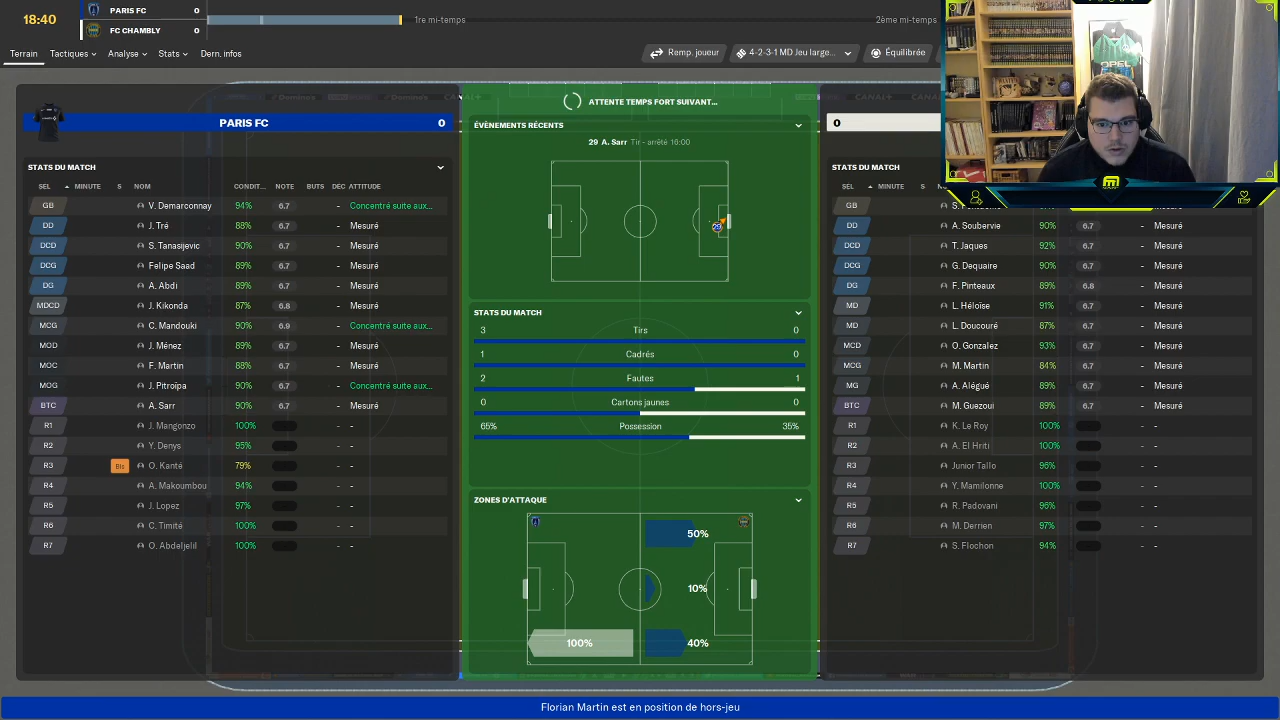 18:40
PARIS FC 0
FC CHAMBLY 0
1re mi-temps
2ème mi-temps
Terrain Tactiques Analyse Stats Dern. infos
Remp. joueur 4-2-3-1 MD Jeu large... Équilibrée
OPEL
PARIS FC 0
STATS DU MATCH
SEL MINUTE S NOM CONDIT... NOTE BUTS DÉC ATTITUDE
GB V. Demarconnay 94% 6.7 Concentré suite aux...
DD J. Tré 88% 6.7 - Mesuré
DCD S. Tanasijevic 90% 6.7 - Mesuré
DCG Felipe Saad 89% 6.7 - Mesuré
DG A. Abdi 89% 6.7 - Mesuré
MDCD J. Kikonda 87% 6.8 - Mesuré
MCG C. Mandouki 90% 6.9 - Concentré suite aux...
MOD J. Ménez 89% 6.7 - Mesuré
MOC F. Martin 88% 6.7 - Mesuré
MOG J. Pitroipa 90% 6.7 - Concentré suite aux...
BTC A. Sarr 90% 6.7 - Mesuré
R1 J. Mangonzo 100% - -
R2 Y. Denys 95% - -
R3 Bls O. Kanté 79% - -
R4 A. Makoumbou 94% - -
R5 J. Lopez 97% - -
R6 C. Timité 100% - -
R7 O. Abdeljelil 100% - -
ATTENTE TEMPS FORT SUIVANT...
ÉVÈNEMENTS RÉCENTS
29 A. Sarr Tir - arrêté 16:00
29
STATS DU MATCH
3 Tirs 0
1 Cadrés 0
2 Fautes 1
0 Cartons jaunes 0
65% Possession 35%
ZONES D'ATTAQUE
50%
10%
100% 40%
0
STATS DU MATCH
SEL MINUTE S
GB
DD A. Soubervie 90% 6.7 - Mesuré
DCD T. Jaques 92% 6.7 - Mesuré
DCG G. Dequaire 90% 6.7 - Mesuré
DG F. Pinteaux 89% 6.8 - Mesuré
MD L. Héloïse 91% 6.7 - Mesuré
MD L. Doucouré 87% 6.7 - Mesuré
MCD O. Gonzalez 93% 6.7 - Mesuré
MCG M. Martin 84% 6.7 - Mesuré
MG A. Alégué 89% 6.7 - Mesuré
BTC M. Guezoui 89% 6.7 - Mesuré
R1 K. Le Roy 100% - -
R2 A. El Hriti 100% - -
R3 Junior Tallo 96% - -
R4 Y. Mamilonne 100% - -
R5 R. Padovani 96% - -
R6 M. Derrien 97% - -
R7 S. Flochon 94% - -
Florian Martin est en position de hors-jeu